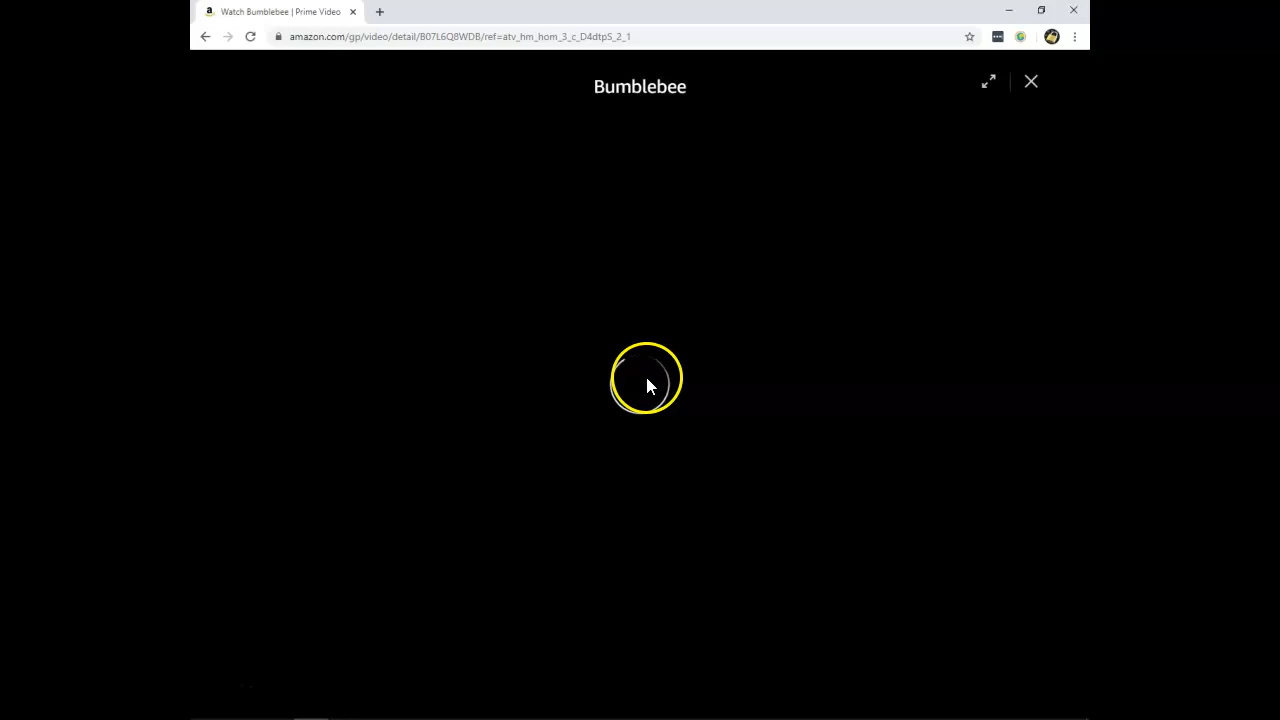 Watch Bumblebee | Prime Video
amazon.com/gp/video/detail/B07L6Q8WDB/ref=atv_hm_hom_3_c_D4dtpS_2_1
Bumblebee